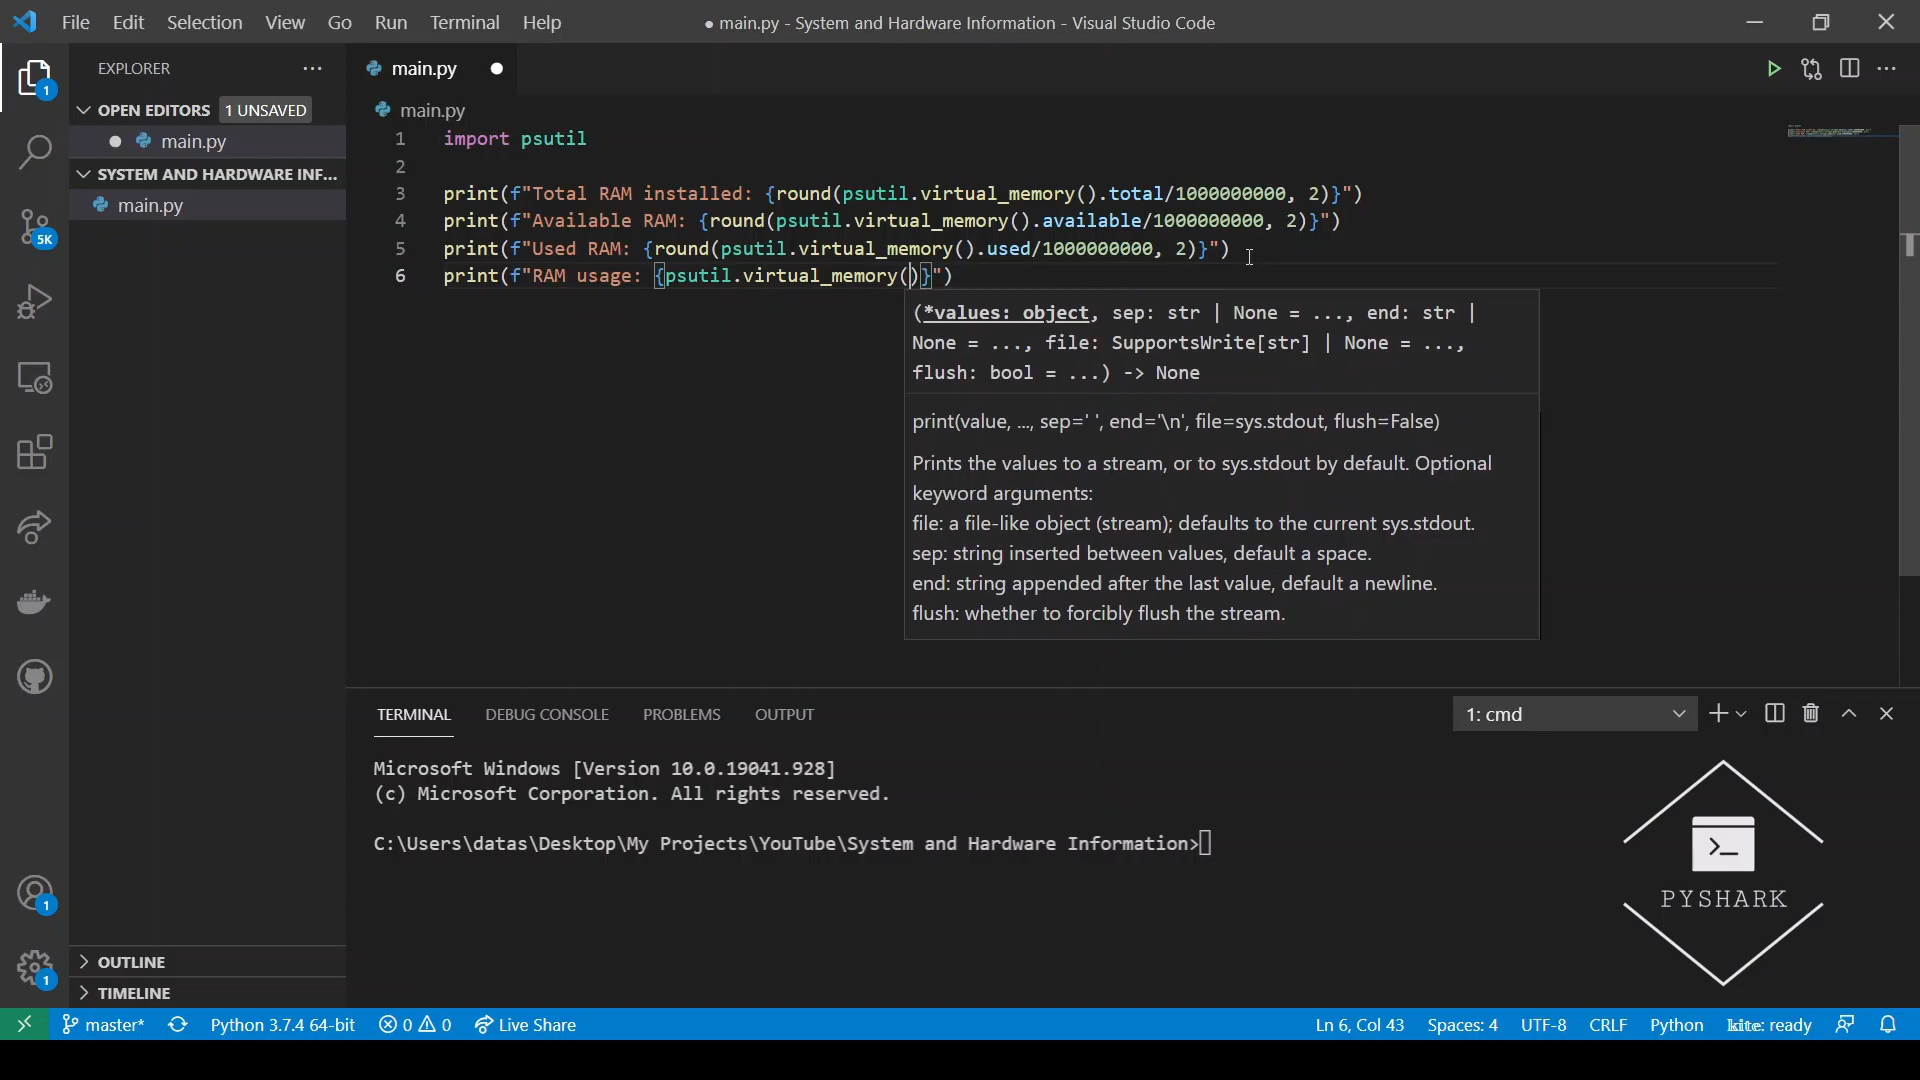 File Edit Selection View Go Run Terminal Help
● main.py - System and Hardware Information - Visual Studio Code
EXPLORER
OPEN EDITORS 1 UNSAVED
main.py
SYSTEM AND HARDWARE INF...
main.py
OUTLINE
TIMELINE
1
5K
1
1
main.py
main.py
1 import psutil
2
3 print(f"Total RAM installed: {round(psutil.virtual_memory().total/1000000000, 2)}")
4 print(f"Available RAM: {round(psutil.virtual_memory().available/1000000000, 2)}")
5 print(f"Used RAM: {round(psutil.virtual_memory().used/1000000000, 2)}")
6 print(f"RAM usage: {psutil.virtual_memory()}")
(*values: object, sep: str | None = ..., end: str |
None = ..., file: SupportsWrite[str] | None = ...,
flush: bool = ...) -> None
print(value, ..., sep=' ', end='\n', file=sys.stdout, flush=False)
Prints the values to a stream, or to sys.stdout by default. Optional
keyword arguments:
file: a file-like object (stream); defaults to the current sys.stdout.
sep: string inserted between values, default a space.
end: string appended after the last value, default a newline.
flush: whether to forcibly flush the stream.
TERMINAL DEBUG CONSOLE PROBLEMS OUTPUT
1: cmd
Microsoft Windows [Version 10.0.19041.928]
(c) Microsoft Corporation. All rights reserved.
C:\Users\datas\Desktop\My Projects\YouTube\System and Hardware Information>
>_
PYSHARK
master* Python 3.7.4 64-bit 0 0 Live Share
Ln 6, Col 43 Spaces: 4 UTF-8 CRLF Python kite: ready